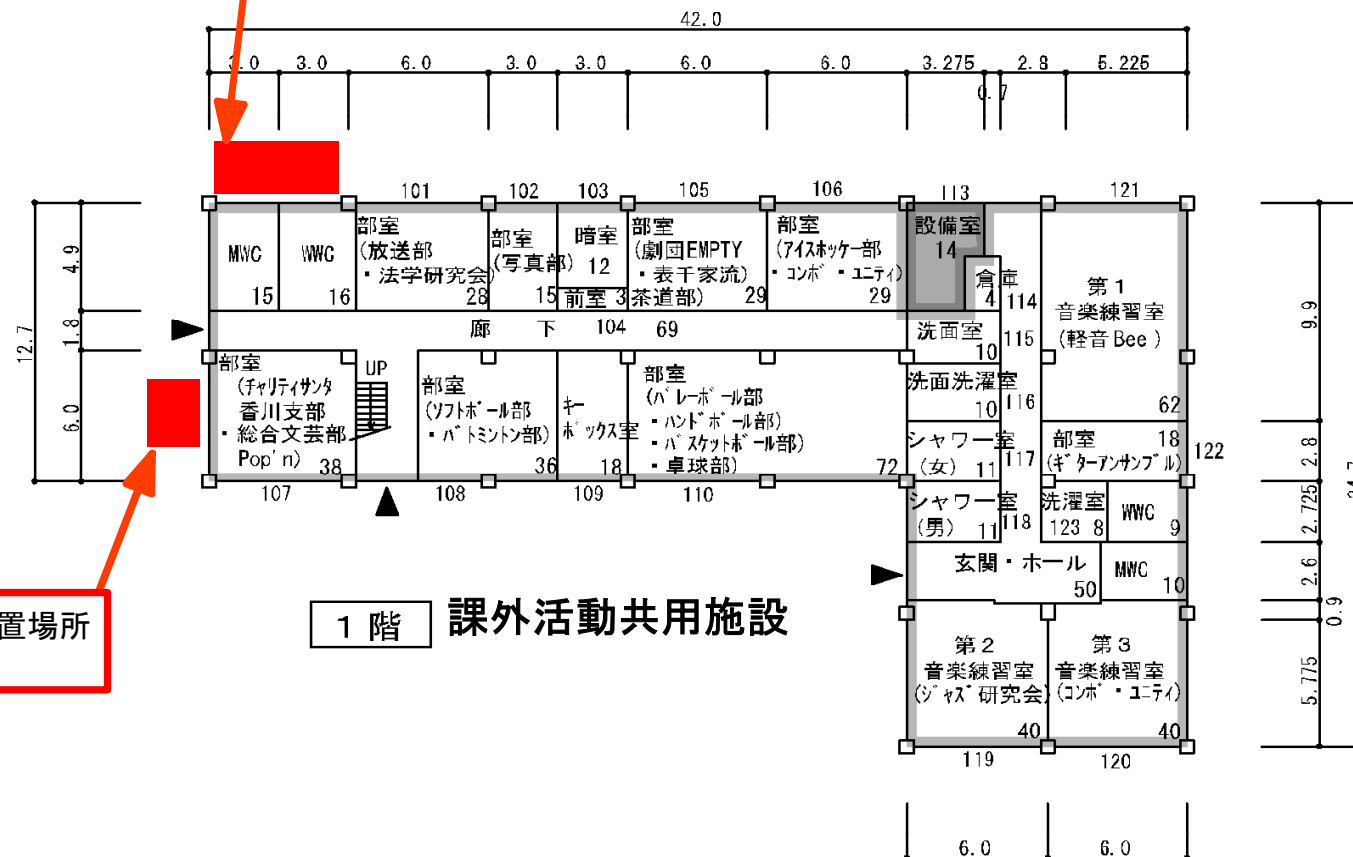 42.0
3.0 3.0 6.0 3.0 3.0 6.0 6.0 3.275 2.8 5.225
0.7
101 102 103 105 106 113 121
12.7
4.9
1.8
6.0
MWC
15
WWC
16
部室
(放送部
・法学研究会)
28
部室
(写真部)
15
暗室
12
前室 3
部室
(劇団EMPTY
・表千家流)
茶道部)
29
部室
(アイスホッケー部
・コンボ・ユニティ)
29
設備室
14
倉庫
4
114
第1
音楽練習室
(軽音Bee )
62
廊 下 104 69
洗面室
10
115
洗面洗濯室
10
116
部室
(チャリティサンタ
香川支部
・総合文芸部
Pop'n)
38
UP
部室
(ソフトボール部
・バトミントン部)
36
キー
ボックス室
18
部室
(バレーボール部
・ハンドボール部)
・バスケットボール部)
・卓球部)
72
シャワー室
(女) 11
117
部室
18
(ギターアンサンブル)
122
107 108 109 110
シャワー室
(男) 11
118
洗濯室
123 8
WWC
9
玄関・ホール
50
MWC
10
置場所
1階
課外活動共用施設
第2
音楽練習室
(ジャズ研究会)
40
第3
音楽練習室
(コンボ・ユニティ)
40
119 120
9.9
2.8
2.725
2.6
0.9
5.775
6.0 6.0